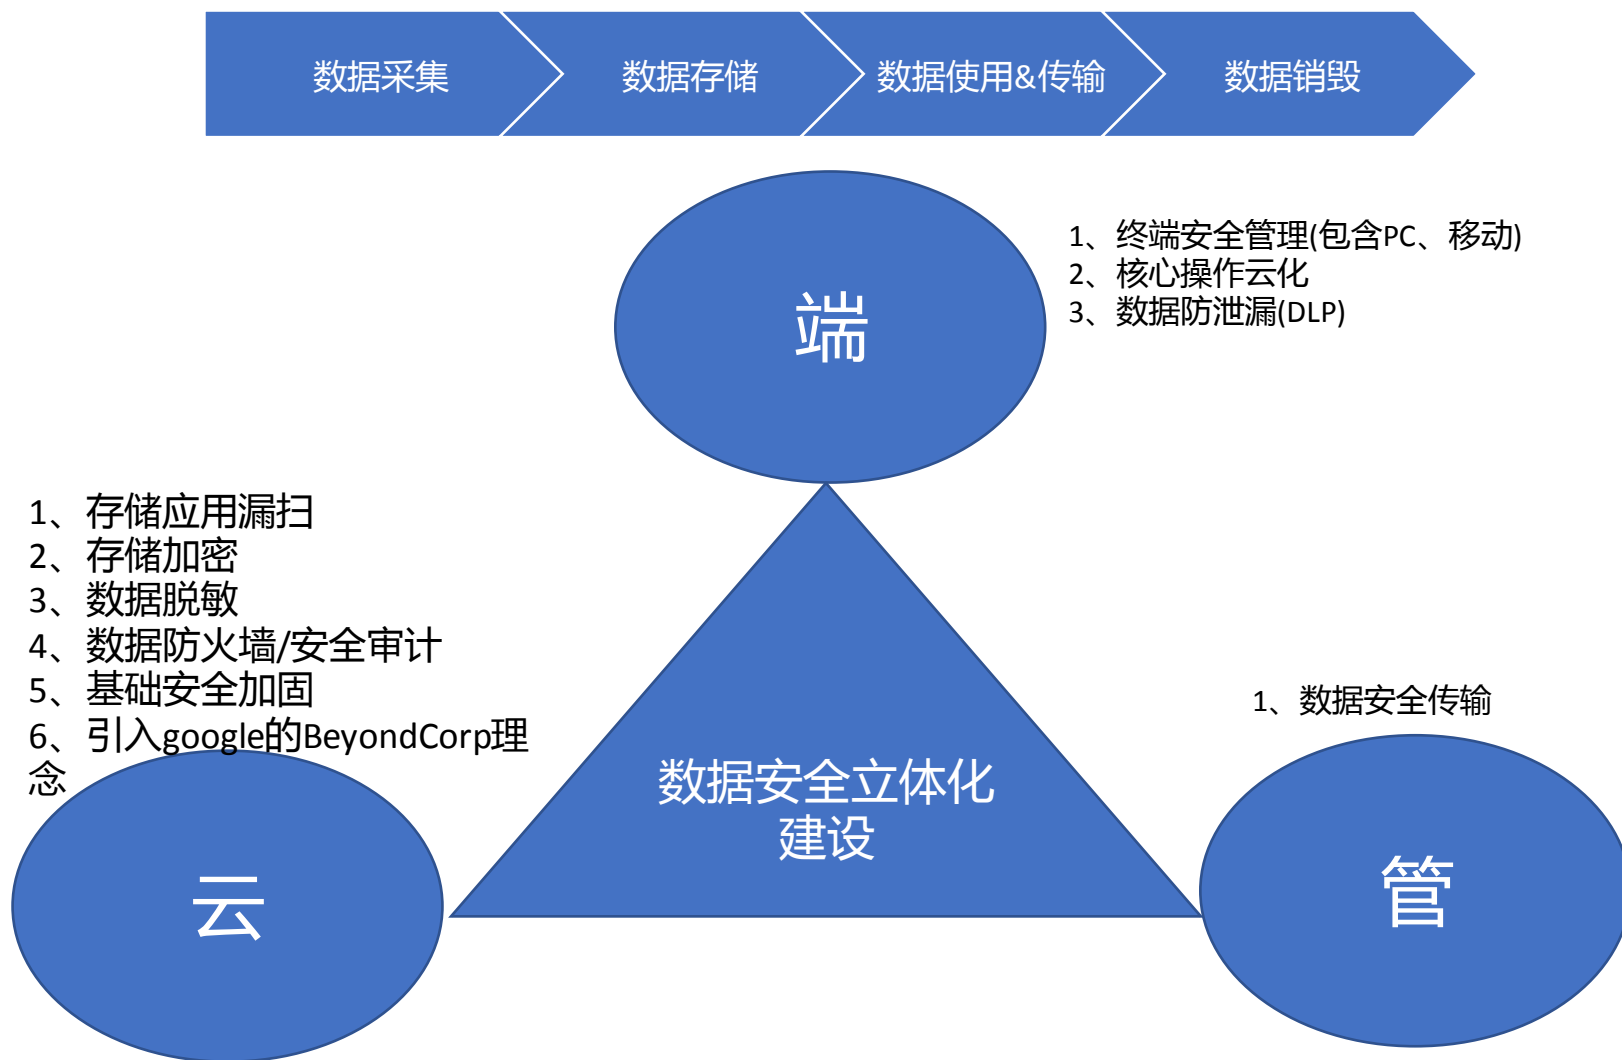 数据采集
数据存储
数据使用&传输
数据销毁
端
1、终端安全管理(包含PC、移动)
2、核心操作云化
3、数据防泄漏(DLP)
1、存储应用漏扫
2、存储加密
3、数据脱敏
4、数据防火墙/安全审计
5、基础安全加固
6、引入google的BeyondCorp理
念
数据安全立体化
建设
1、数据安全传输
云
管